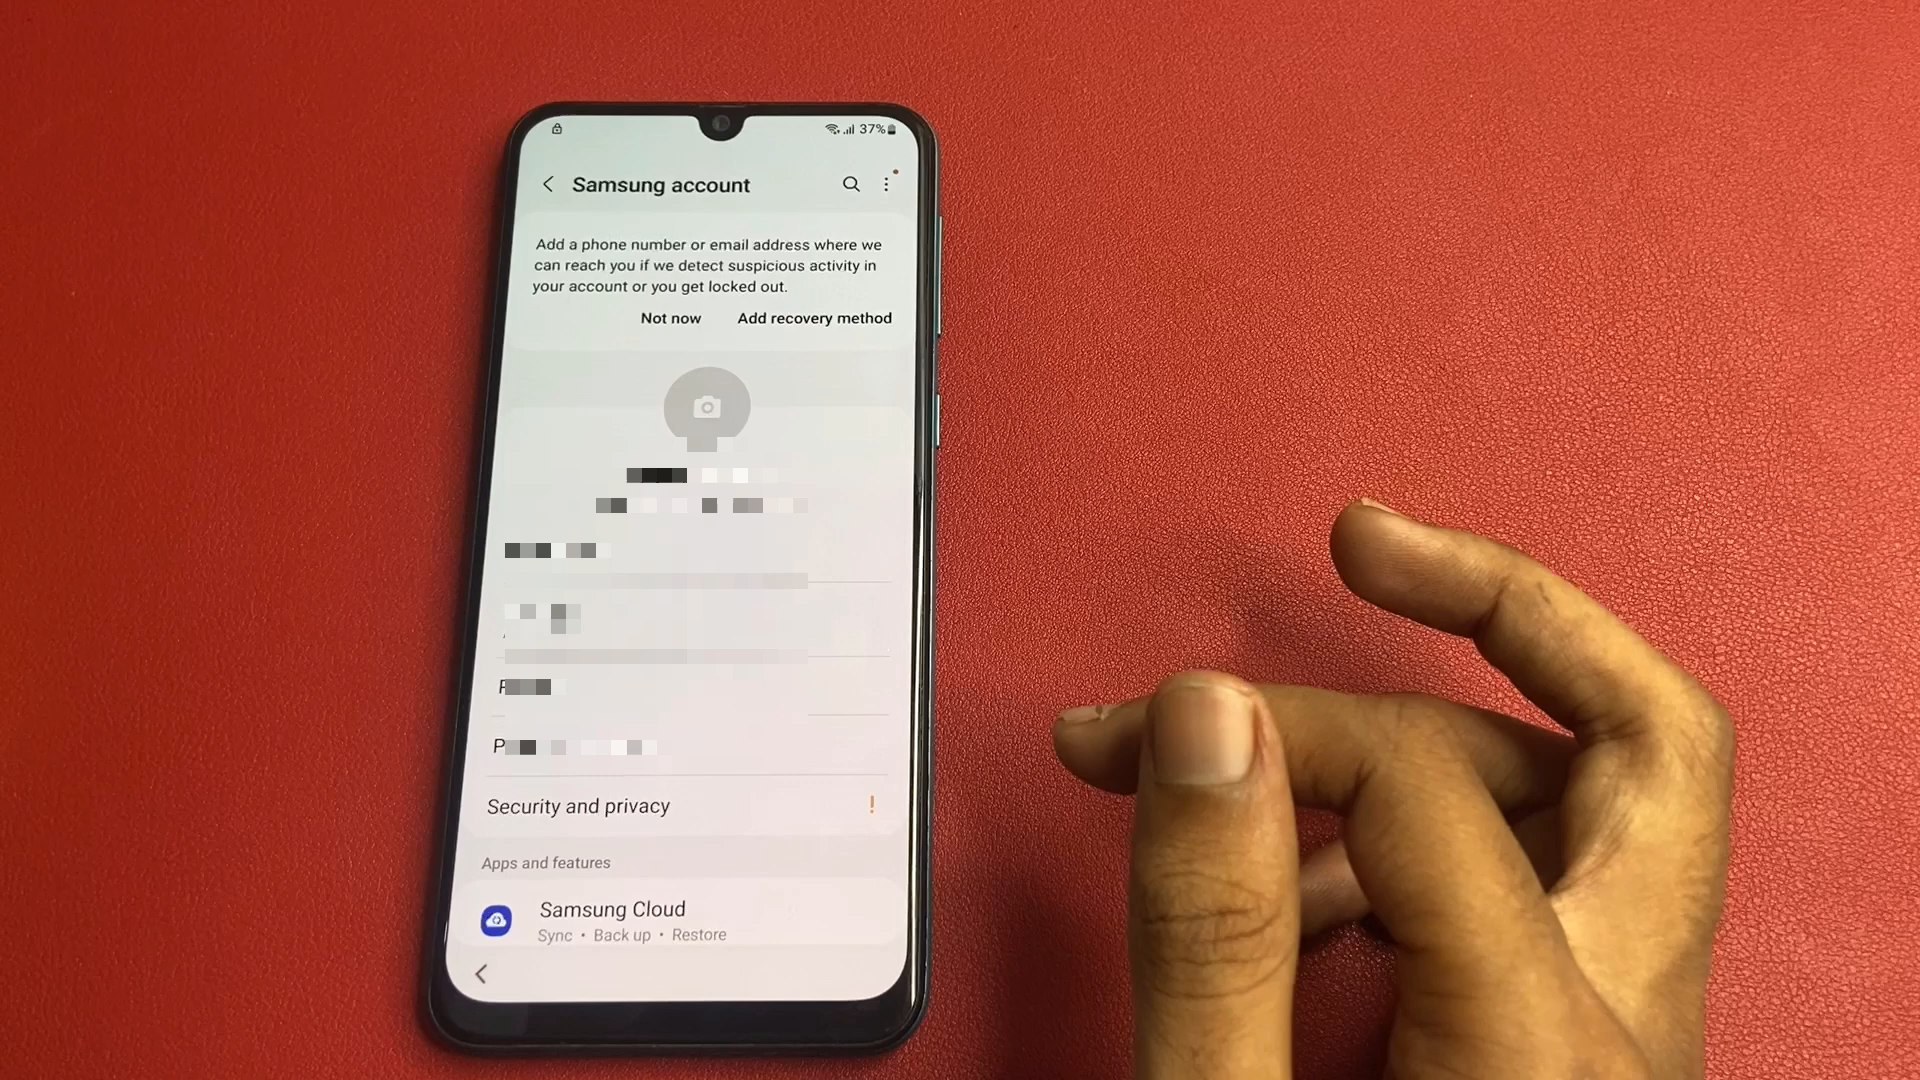 37%
Samsung account
Add a phone number or email address where we
can reach you if we detect suspicious activity in
your account or you get locked out.
Not now Add recovery method
Security and privacy
Apps and features
Samsung Cloud
Sync • Back up • Restore